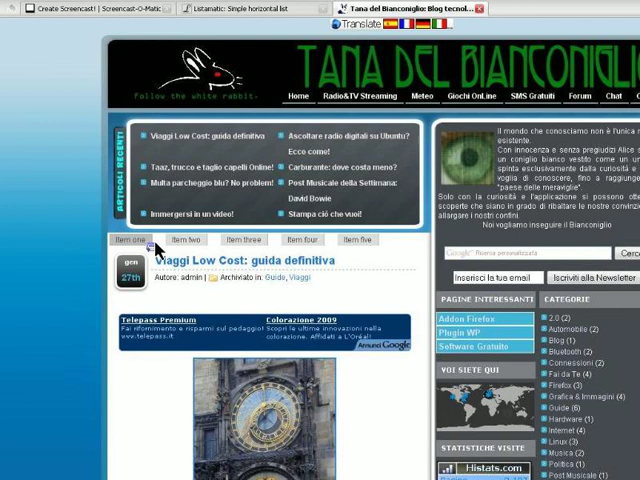 Create Screencast! | Screencast-O-Matic
Listamatic: Simple horizontal list
Tana del Bianconiglio: Blog tecnol...
Translate
TANA DEL BIANCONIGLIO
Follow the white rabbit.
Home Radio&TV Streaming Meteo Giochi OnLine SMS Gratuiti Forum Chat
ARTICOLI RECENTI
Viaggi Low Cost: guida definitiva
Taaz, trucco e taglio capelli Online!
Multa parcheggio blu? No problem!
Immergersi in un video!
Ascoltare radio digitali su Ubuntu?
Ecco come!
Carburante: dove costa meno?
Post Musicale della Settimana:
David Bowie
Stampa ciò che vuoi!
Il mondo che conosciamo non è l'unica
esistente.
Con innocenza e senza pregiudizi Alice
un coniglio bianco vestito come un
spinta esclusivamente dalla curiosità e
voglia di conoscere, fino a raggiungere
"paese delle meraviglie".
Solo con la curiosità e l'applicazione si possono
scoperte che siano in grado di ribaltare le nostre
allargare i nostri confini.
Noi vogliamo inseguire il Bianconiglio
Item one Item two Item three Item four Item five
Google™ Ricerca personalizzata
Inserisci la tua email Iscriviti alla Newsletter
gen
27th
Viaggi Low Cost: guida definitiva
Autore: admin | Archiviato in: Guide, Viaggi
Telepass Premium
Fai rifornimento e risparmi sul pedaggio!
www.telepass.it
Colorazione 2009
Scopri le ultime innovazioni nella
colorazione. Affidati a L'Oréal!
Annunci Google
PAGINE INTERESSANTI
Addon Firefox
Plugin WP
Software Gratuito
VOI SIETE QUI
STATISTICHE VISITE
Histats.com
CATEGORIE
2.0 (2)
Automobile (2)
Blog (1)
Bluetooth (2)
Connessioni (2)
Fai da Te (4)
Firefox (3)
Grafica & Immagini (4)
Guide (6)
Hardware (1)
Internet (4)
Linux (3)
Musica (2)
Politica (1)
Post Musicale (1)